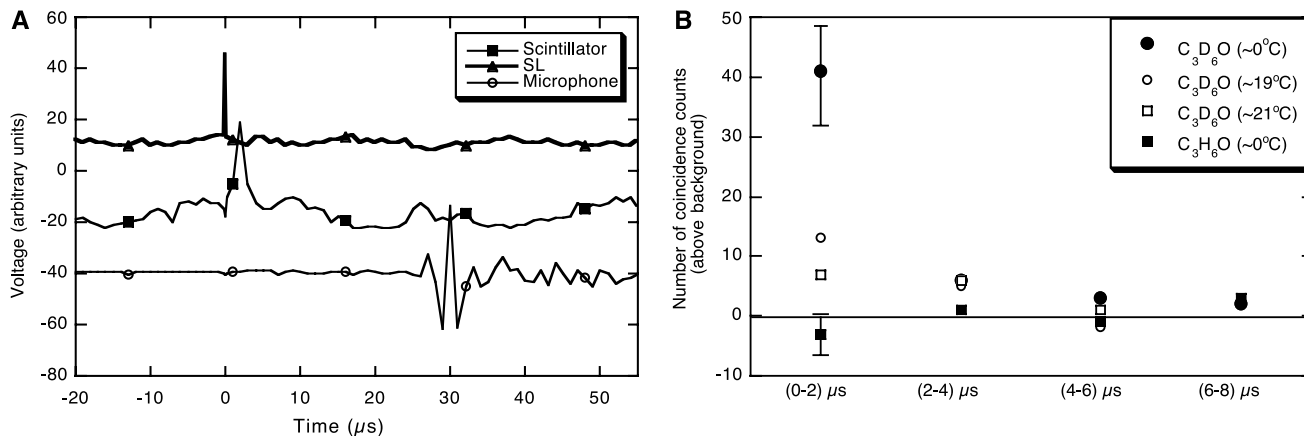 A
60
40
20
0
-20
-40
-60
-80
Voltage (arbitrary units)
Scintillator
SL
Microphone
-20 -10 0 10 20 30 40 50
Time (µs)
B
50
40
30
20
10
0
-10
Number of coincidence counts
(above background)
C₃D₆O (~0°C)
C₃D₆O (~19°C)
C₃D₆O (~21°C)
C₃H₆O (~0°C)
(0-2) µs (2-4) µs (4-6) µs (6-8) µs